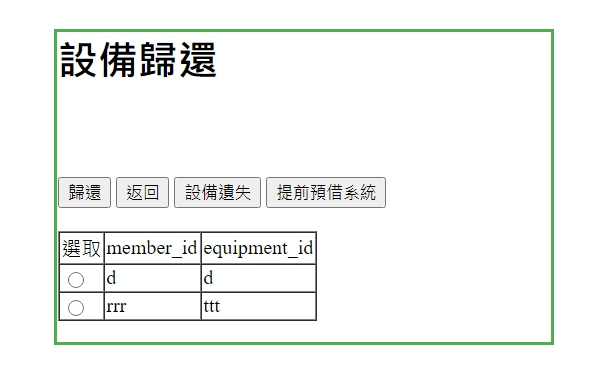 設備歸還
歸還 返回 設備遺失 提前預借系統
選取 member_id equipment_id
d d
rrr ttt